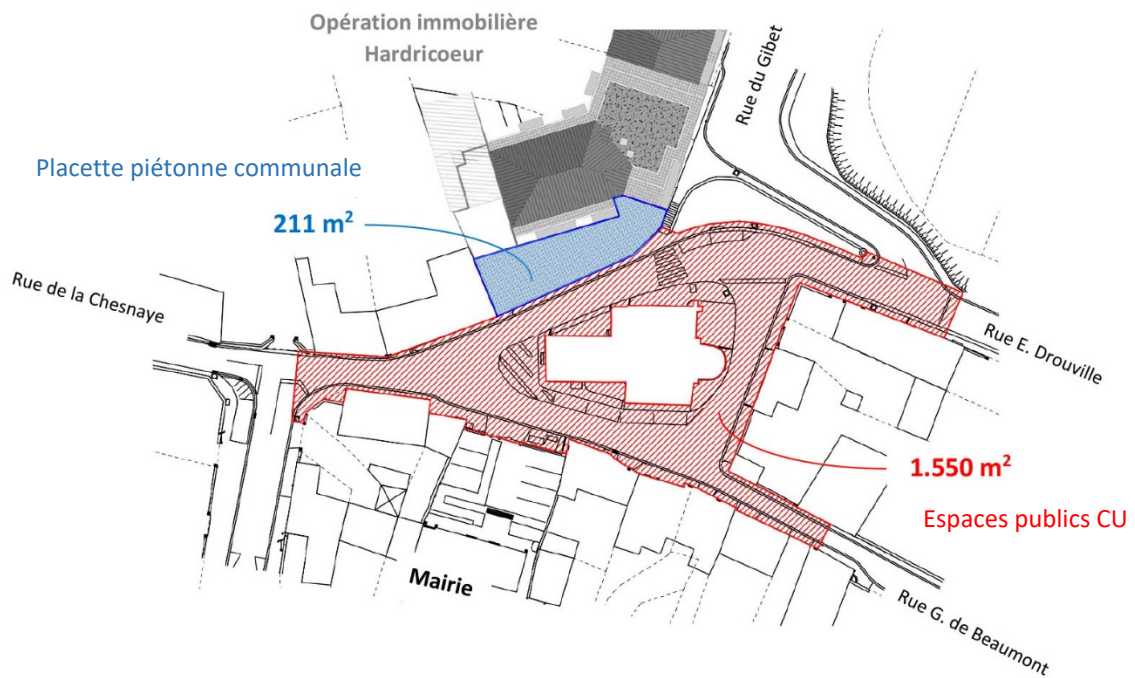 Opération immobilière
Hardricoeur
Rue du Gibet
Placette piétonne communale
211 m²
Rue de la Chesnaye
Rue E. Drouville
1.550 m²
Espaces publics CU
Mairie
Rue G. de Beaumont